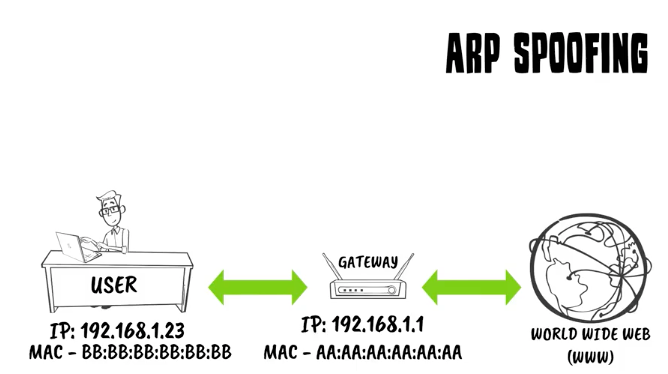 ARP SPOOFING
GATEWAY
USER
IP: 192.168.1.23
MAC - BB:BB:BB:BB:BB:BB
IP: 192.168.1.1
MAC - AA:AA:AA:AA:AA:AA
WORLD WIDE WEB
(WWW)